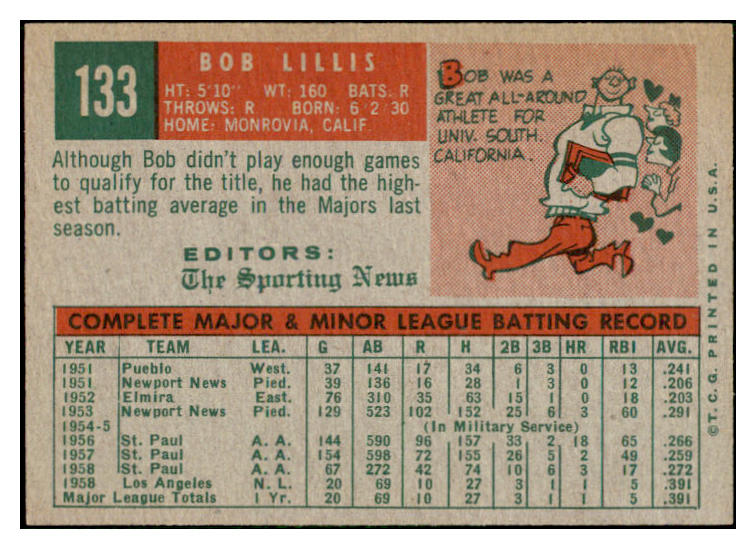 133
BOB LILLIS
HT: 5'10" WT: 160 BATS: R
THROWS: R BORN: 6 2 30
HOME: MONROVIA, CALIF.
BOB WAS A
GREAT ALL-AROUND
ATHLETE FOR
UNIV. SOUTH.
CALIFORNIA.
Although Bob didn't play enough games
to qualify for the title, he had the high-
est batting average in the Majors last
season.
EDITORS:
The Sporting News
COMPLETE MAJOR & MINOR LEAGUE BATTING RECORD
YEAR TEAM LEA. G AB R H 2B 3B HR RBI AVG.
1951 Pueblo West. 37 141 17 34 6 3 0 13 .241
1951 Newport News Pied. 39 136 16 28 1 3 0 12 .206
1952 Elmira East. 76 310 35 63 15 1 0 18 .203
1953 Newport News Pied. 129 523 102 152 25 6 3 60 .291
1954-5 (In Military Service)
1956 St. Paul A. A. 144 590 96 157 33 2 18 65 .266
1957 St. Paul A. A. 154 598 72 155 26 5 2 49 .259
1958 St. Paul A. A. 67 272 42 74 10 6 3 17 .272
1958 Los Angeles N. L. 20 69 10 27 3 1 1 5 .391
Major League Totals 1 Yr. 20 69 10 27 3 1 1 5 .391
©T.C.G. PRINTED IN U.S.A.